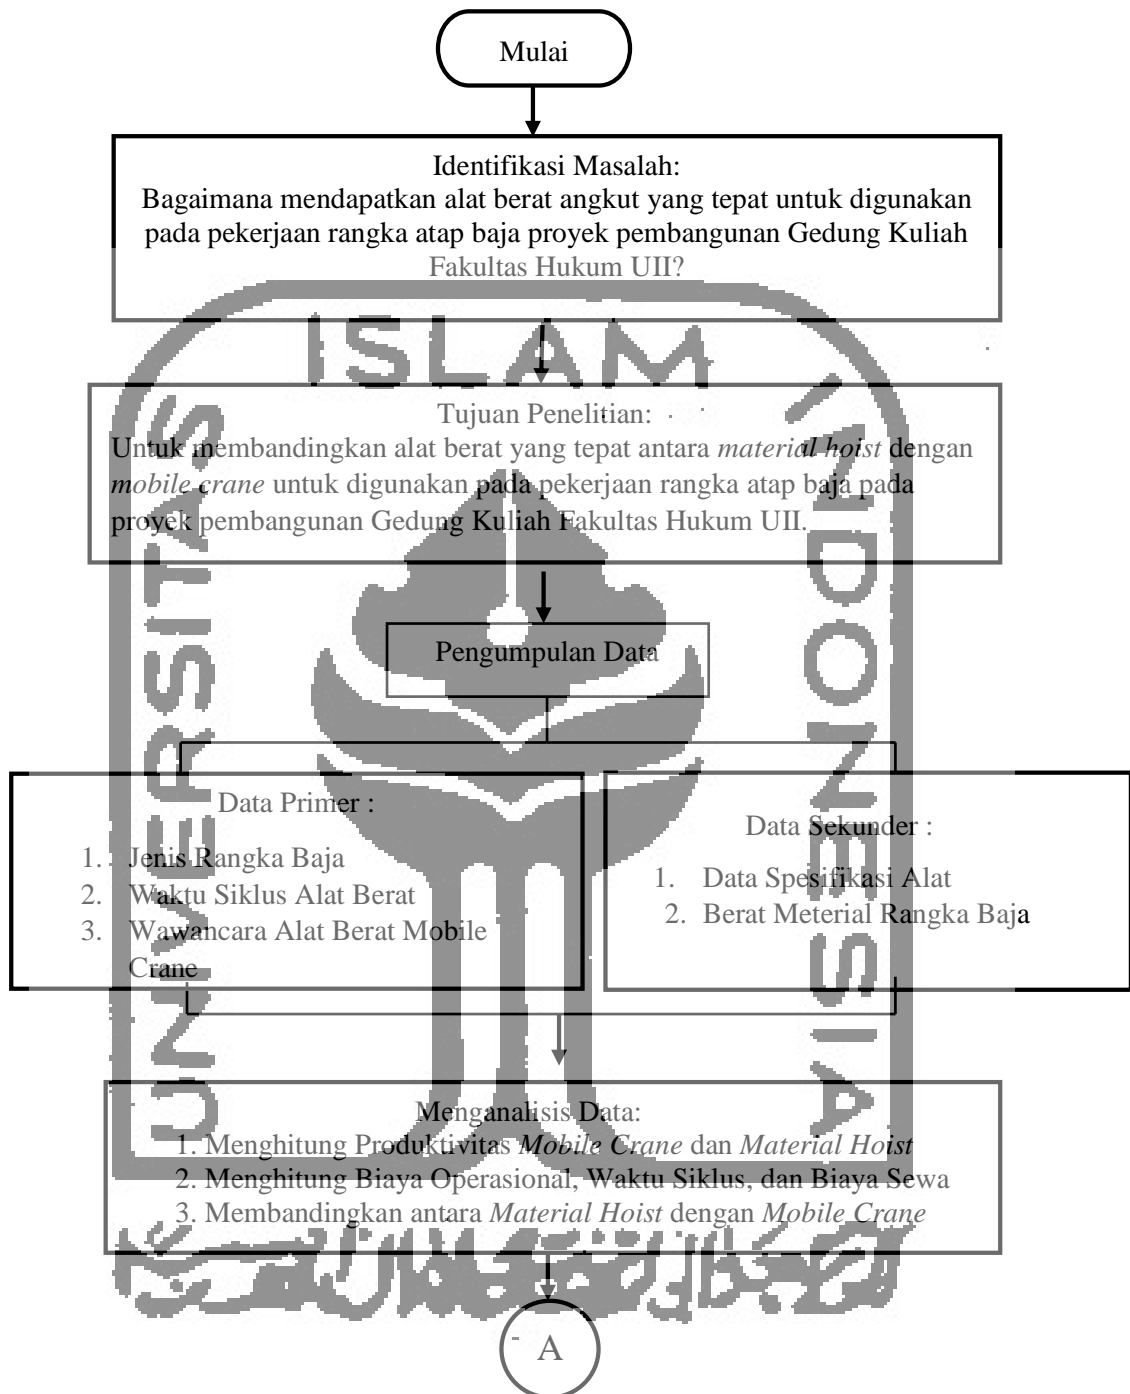 Mulai
Identifikasi Masalah:
Bagaimana mendapatkan alat berat angkut yang tepat untuk digunakan
pada pekerjaan rangka atap baja proyek pembangunan Gedung Kuliah
Fakultas Hukum UII?
ISLAM
UNIVERSITAS
INDONESIA
Tujuan Penelitian:
Untuk membandingkan alat berat yang tepat antara material hoist dengan
mobile crane untuk digunakan pada pekerjaan rangka atap baja pada
proyek pembangunan Gedung Kuliah Fakultas Hukum UII.
Pengumpulan Data
Data Primer :
1. Jenis Rangka Baja
2. Waktu Siklus Alat Berat
3. Wawancara Alat Berat Mobile
Crane
Data Sekunder :
1. Data Spesifikasi Alat
2. Berat Meterial Rangka Baja
Menganalisis Data:
1. Menghitung Produktivitas Mobile Crane dan Material Hoist
2. Menghitung Biaya Operasional, Waktu Siklus, dan Biaya Sewa
3. Membandingkan antara Material Hoist dengan Mobile Crane
A